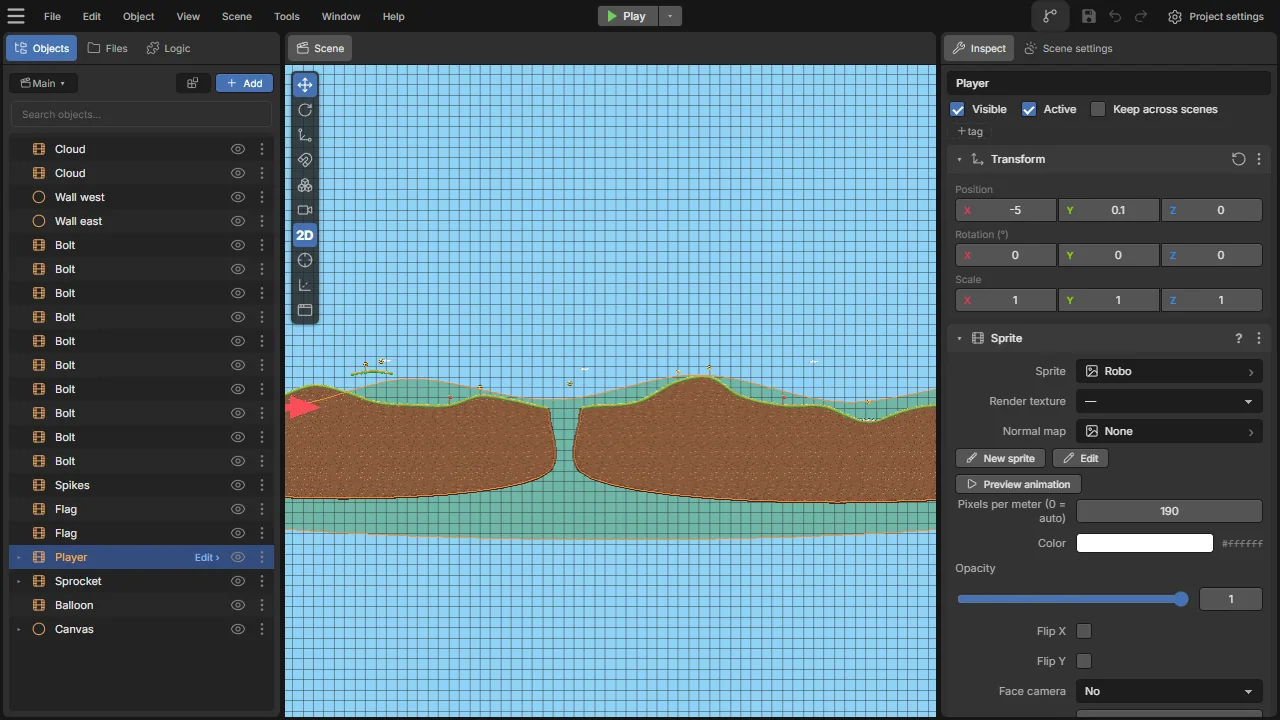 File Edit Object View Scene Tools Window Help
Play
Project settings
Objects Files Logic
Scene
Inspect Scene settings
Main
Add
Search objects...
Cloud
Cloud
Wall west
Wall east
Bolt
Bolt
Bolt
Bolt
Bolt
Bolt
Bolt
Bolt
Bolt
Bolt
Spikes
Flag
Flag
Player Edit ›
Sprocket
Balloon
Canvas
2D
Player
Visible Active Keep across scenes
+tag
Transform
Position
X -5 Y 0.1 Z 0
Rotation (°)
X 0 Y 0 Z 0
Scale
X 1 Y 1 Z 1
Sprite ?
Sprite Robo
Render texture —
Normal map None
New sprite Edit
Preview animation
Pixels per meter (0 =
auto) 190
Color #ffffff
Opacity
1
Flip X
Flip Y
Face camera No